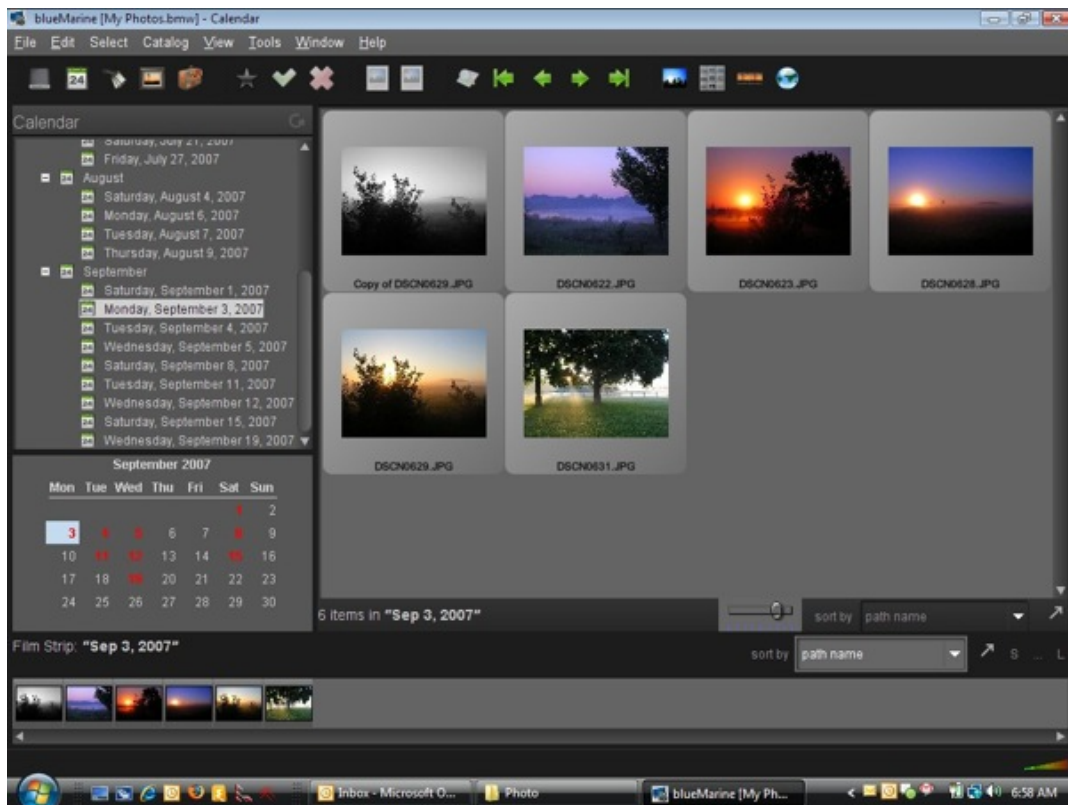 blueMarine [My Photos.bmw] - Calendar
File Edit Select Catalog View Tools Window Help
24
Calendar
Saturday, July 21, 2007
Friday, July 27, 2007
August
Saturday, August 4, 2007
Monday, August 6, 2007
Tuesday, August 7, 2007
Thursday, August 9, 2007
September
Saturday, September 1, 2007
Monday, September 3, 2007
Tuesday, September 4, 2007
Wednesday, September 5, 2007
Saturday, September 8, 2007
Tuesday, September 11, 2007
Wednesday, September 12, 2007
Saturday, September 15, 2007
Wednesday, September 19, 2007
September 2007
Mon Tue Wed Thu Fri Sat Sun
1 2
3 4 5 6 7 8 9
10 11 12 13 14 15 16
17 18 19 20 21 22 23
24 25 26 27 28 29 30
Copy of DSCN0629.JPG
DSCN0622.JPG
DSCN0623.JPG
DSCN0628.JPG
DSCN0629.JPG
DSCN0631.JPG
6 items in "Sep 3, 2007"
sort by path name
Film Strip: "Sep 3, 2007"
sort by path name
S ... L
Inbox - Microsoft O...
Photo
blueMarine [My Ph...
6:58 AM